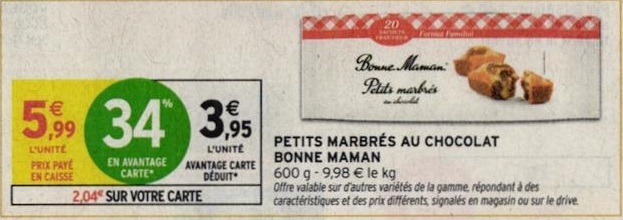 20
SACHETS
FRAÎCHEUR
Format Familial
Bonne Maman
Petits marbrés
au chocolat
5,99 €
L'UNITÉ
PRIX PAYÉ
EN CAISSE
34%
EN AVANTAGE
CARTE*
3,95 €
L'UNITÉ
AVANTAGE CARTE
DÉDUIT*
2,04€ SUR VOTRE CARTE
PETITS MARBRÉS AU CHOCOLAT
BONNE MAMAN
600 g - 9,98 € le kg
Offre valable sur d'autres variétés de la gamme, répondant à des
caractéristiques et des prix différents, signalés en magasin ou sur le drive.